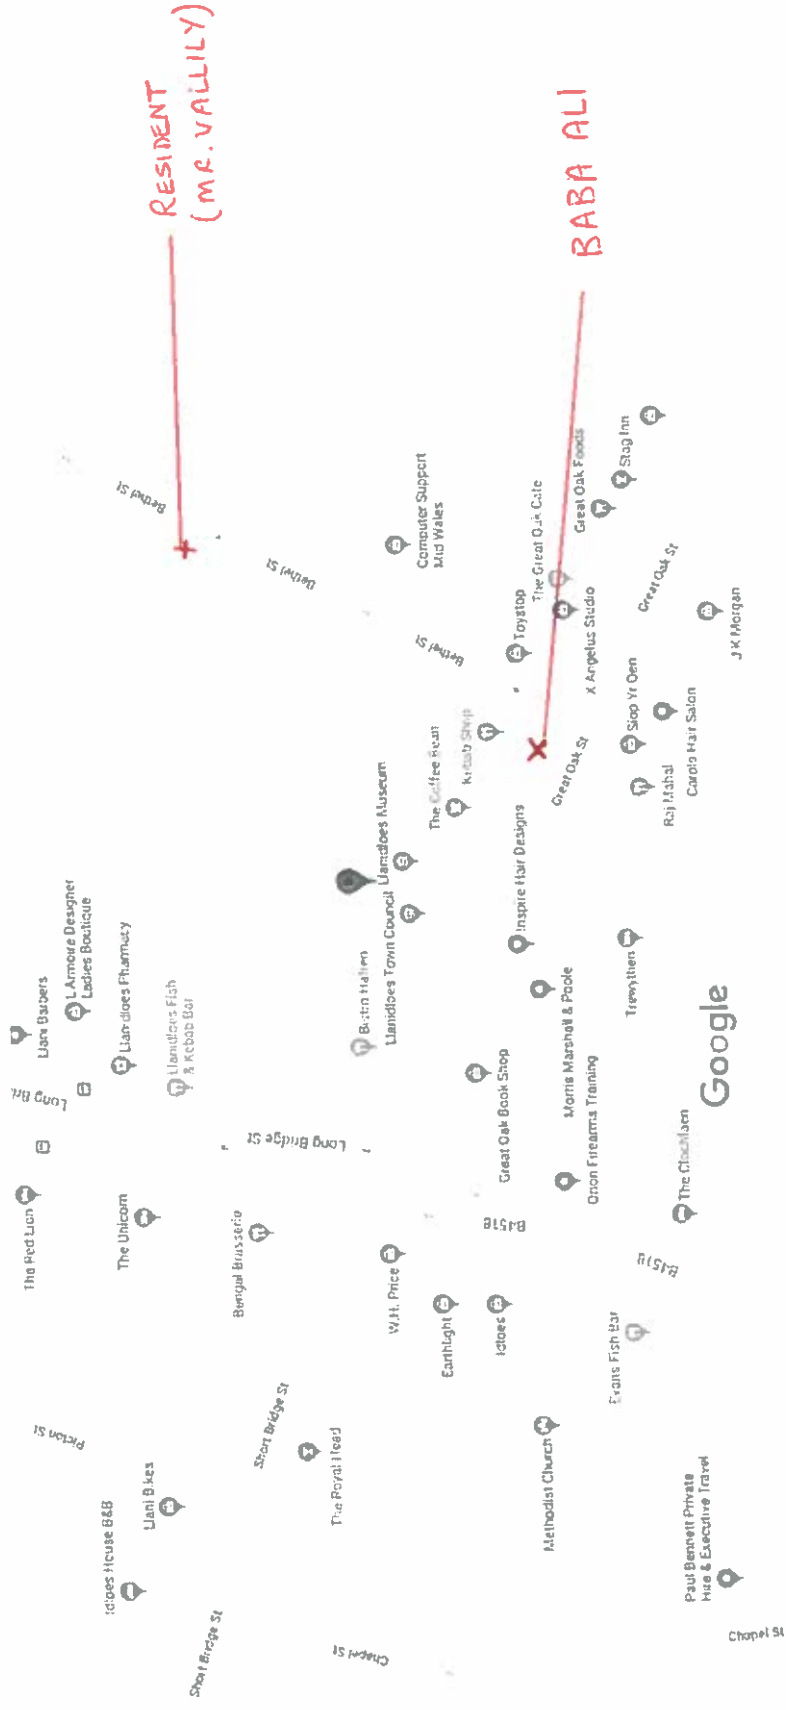 Llani Barbers
The Red Lion
Long Bri
Picton St
L'Armoire Designer
Ladies Boutique
Idloes House B&B
The Unicorn
Llanidloes Pharmacy
Bethel St
Llani Bikes
RESIDENT
(MR. VAILLILY)
Llanidloes Fish
& Kebab Bar
Short Bridge St
Bengal Brasserie
Long Bridge St
Short Bridge St
Bethel St
The Royal Head
Chapel St
Llanidloes Museum
Llanidloes Town Council
W.H. Price
Computer Support
Mid Wales
The Coffee Bean
Bethel St
Earthlight
Kebab Shop
Idloes
Great Oak Book Shop
B4518
Inspire Hair Designs
Toystop
The Great Oak Cafe
Methodist Church
Morris Marshall & Poole
Great Oak St
BABA ALI
Great Oak Foods
X Angelus Studio
Orion Firearms Training
Evans Fish Bar
Stag Inn
Siop Yr Oen
Trewythen
B4518
Great Oak St
Raj Mahal
Carols Hair Salon
The Clochfaen
Paul Bennett Private
Hire & Executive Travel
Google
J K Morgan
Chapel St